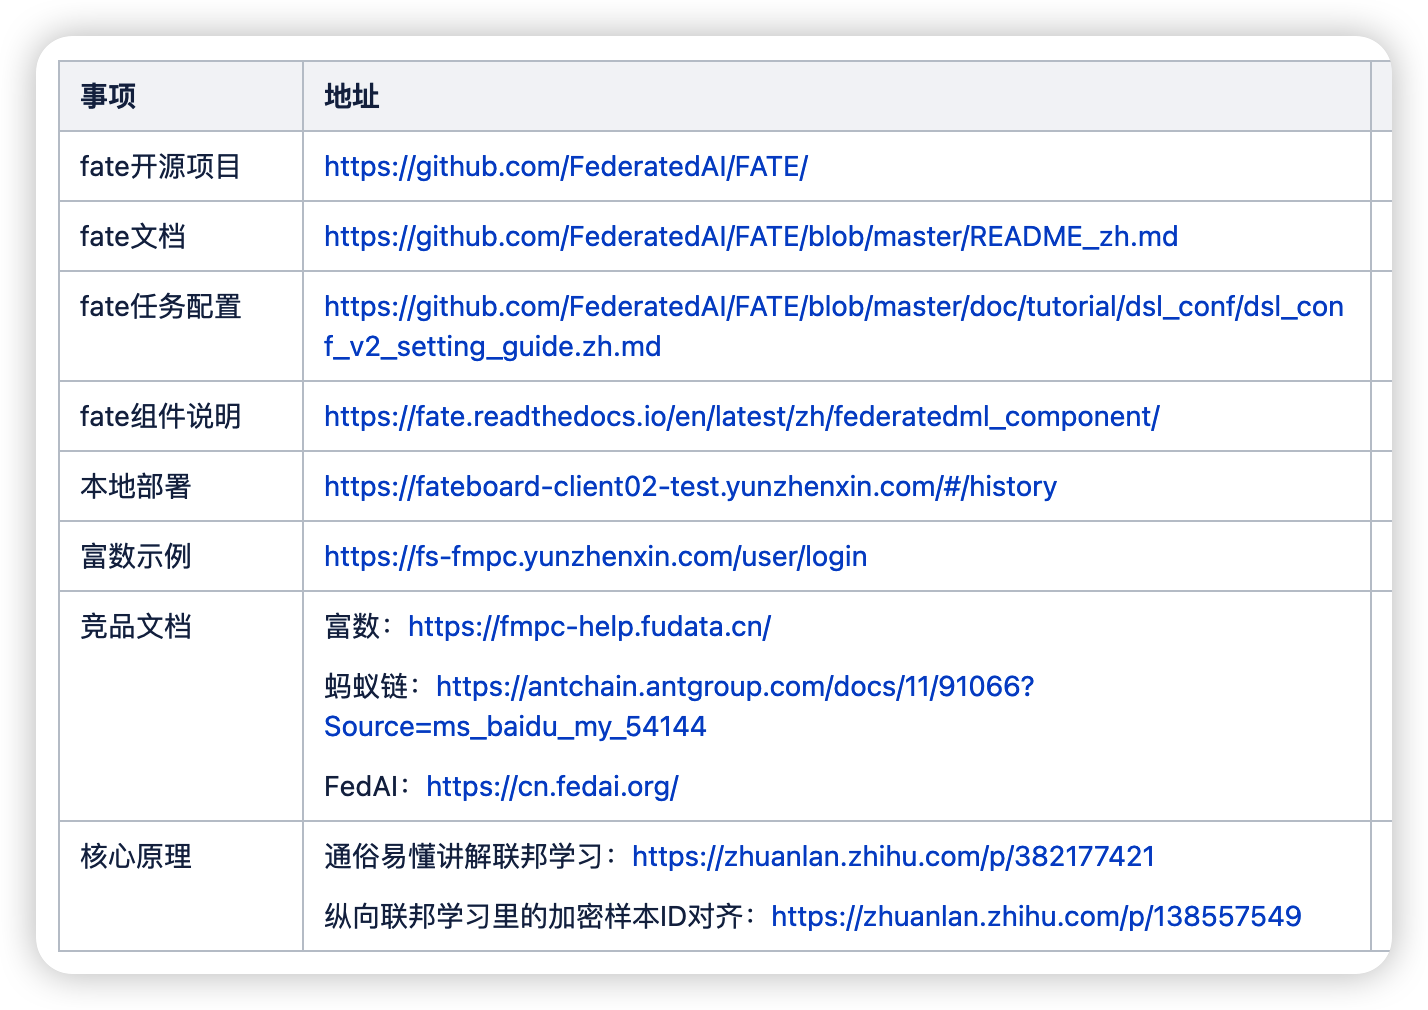 事项
地址
fate开源项目
https://github.com/FederatedAI/FATE/
fate文档
https://github.com/FederatedAI/FATE/blob/master/README_zh.md
fate任务配置
https://github.com/FederatedAI/FATE/blob/master/doc/tutorial/dsl_conf/dsl_con
f_v2_setting_guide.zh.md
fate组件说明
https://fate.readthedocs.io/en/latest/zh/federatedml_component/
本地部署
https://fateboard-client02-test.yunzhenxin.com/#/history
富数示例
https://fs-fmpc.yunzhenxin.com/user/login
竞品文档
富数：https://fmpc-help.fudata.cn/
蚂蚁链：https://antchain.antgroup.com/docs/11/91066?
Source=ms_baidu_my_54144
FedAI：https://cn.fedai.org/
核心原理
通俗易懂讲解联邦学习：https://zhuanlan.zhihu.com/p/382177421
纵向联邦学习里的加密样本ID对齐：https://zhuanlan.zhihu.com/p/138557549